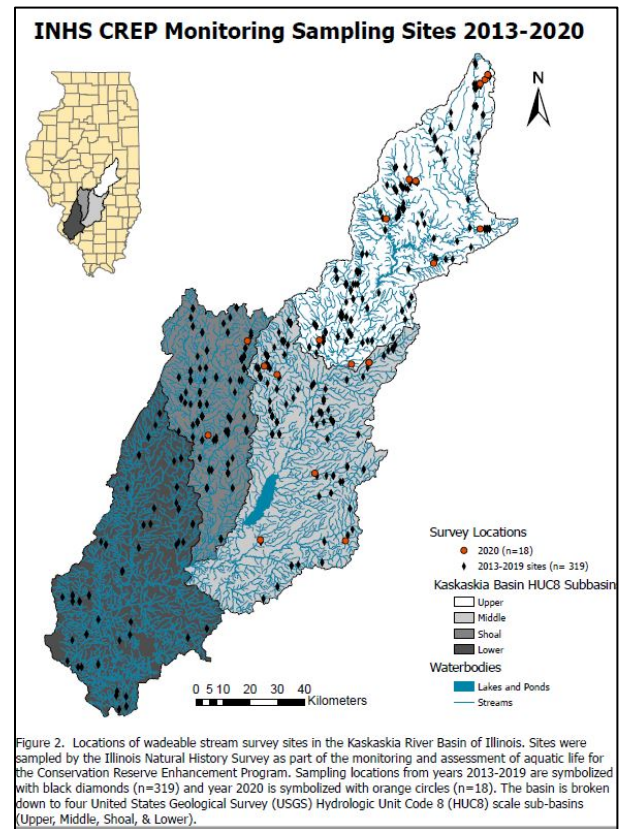 INHS CREP Monitoring Sampling Sites 2013-2020
N
Survey Locations
2020 (n=18)
2013-2019 sites (n= 319)
Kaskaskia Basin HUC8 Subbasin
Upper
Middle
Shoal
Lower
Waterbodies
Lakes and Ponds
Streams
0 5 10 20 30 40
Kilometers
Figure 2. Locations of wadeable stream survey sites in the Kaskaskia River Basin of Illinois. Sites were
sampled by the Illinois Natural History Survey as part of the monitoring and assessment of aquatic life for
the Conservation Reserve Enhancement Program. Sampling locations from years 2013-2019 are symbolized
with black diamonds (n=319) and year 2020 is symbolized with orange circles (n=18). The basin is broken
down to four United States Geological Survey (USGS) Hydrologic Unit Code 8 (HUC8) scale sub-basins
(Upper, Middle, Shoal, & Lower).